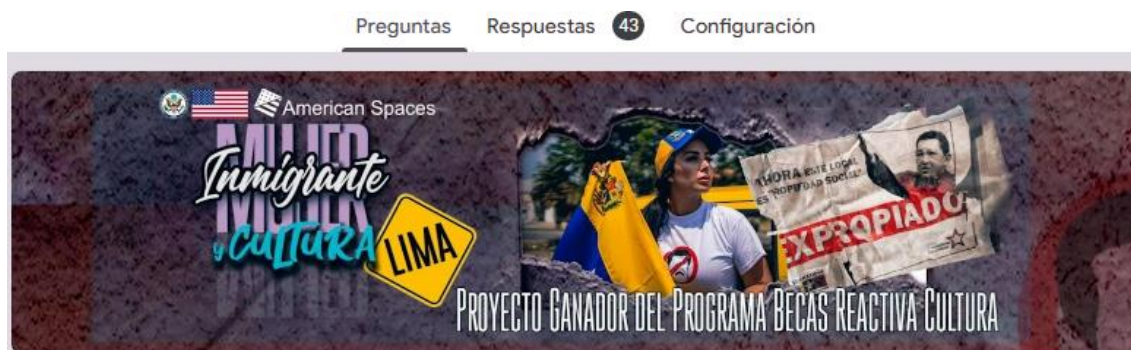 Preguntas Respuestas 43 Configuración
American Spaces
MUJER
Inmigrante
y CULTURA
LIMA
AHORA ESTE LOCAL
ES "PROPIEDAD SOCIAL"
EXPROPIADO
PROYECTO GANADOR DEL PROGRAMA BECAS REACTIVA CULTURA